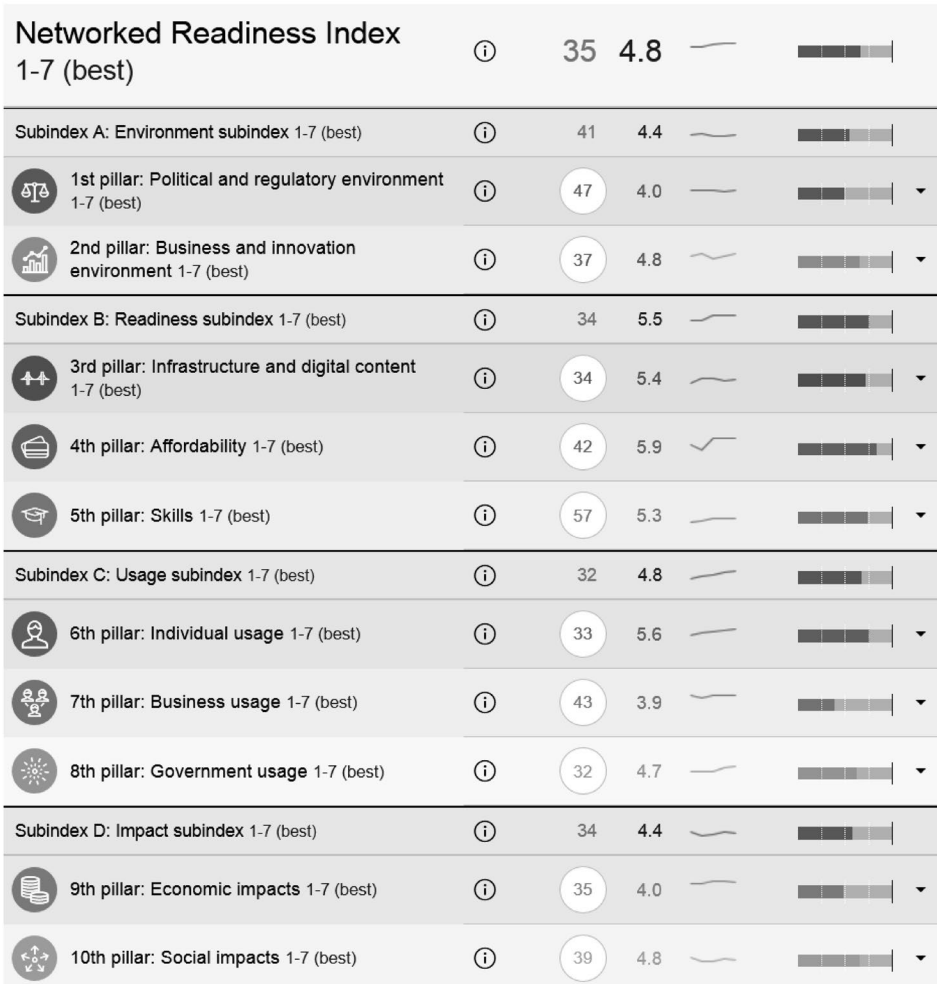 Networked Readiness Index
1-7 (best)
35 4.8
Subindex A: Environment subindex 1-7 (best) 41 4.4
1st pillar: Political and regulatory environment
1-7 (best)
47 4.0
2nd pillar: Business and innovation
environment 1-7 (best)
37 4.8
Subindex B: Readiness subindex 1-7 (best) 34 5.5
3rd pillar: Infrastructure and digital content
1-7 (best)
34 5.4
4th pillar: Affordability 1-7 (best) 42 5.9
5th pillar: Skills 1-7 (best) 57 5.3
Subindex C: Usage subindex 1-7 (best) 32 4.8
6th pillar: Individual usage 1-7 (best) 33 5.6
7th pillar: Business usage 1-7 (best) 43 3.9
8th pillar: Government usage 1-7 (best) 32 4.7
Subindex D: Impact subindex 1-7 (best) 34 4.4
9th pillar: Economic impacts 1-7 (best) 35 4.0
10th pillar: Social impacts 1-7 (best) 39 4.8